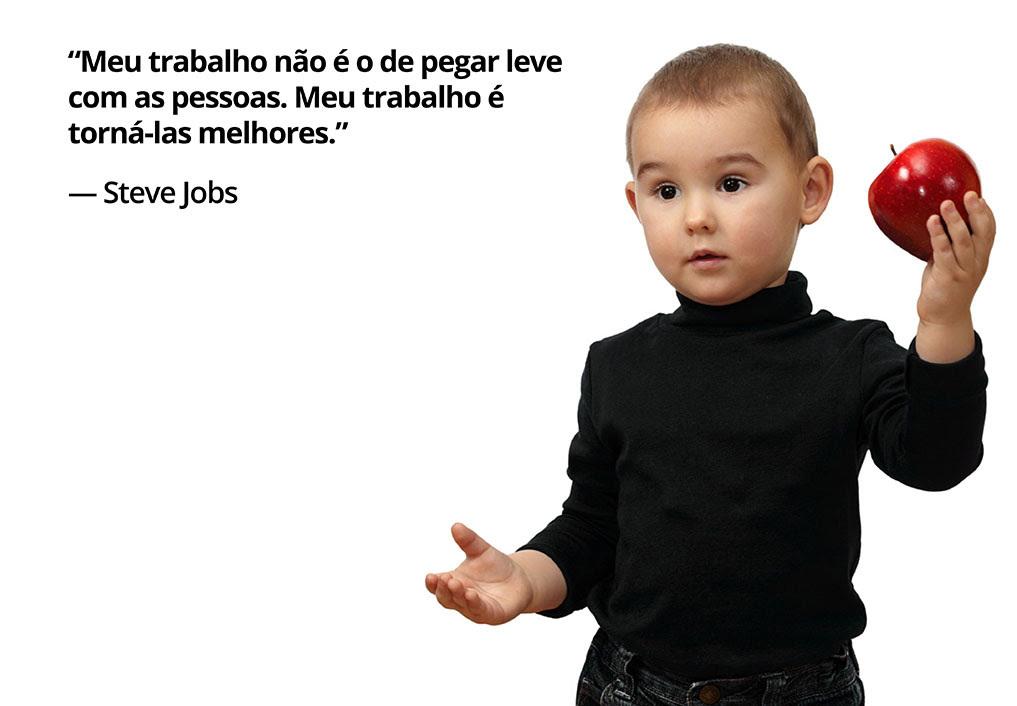 “Meu trabalho não é o de pegar leve
com as pessoas. Meu trabalho é
torná-las melhores.”
— Steve Jobs